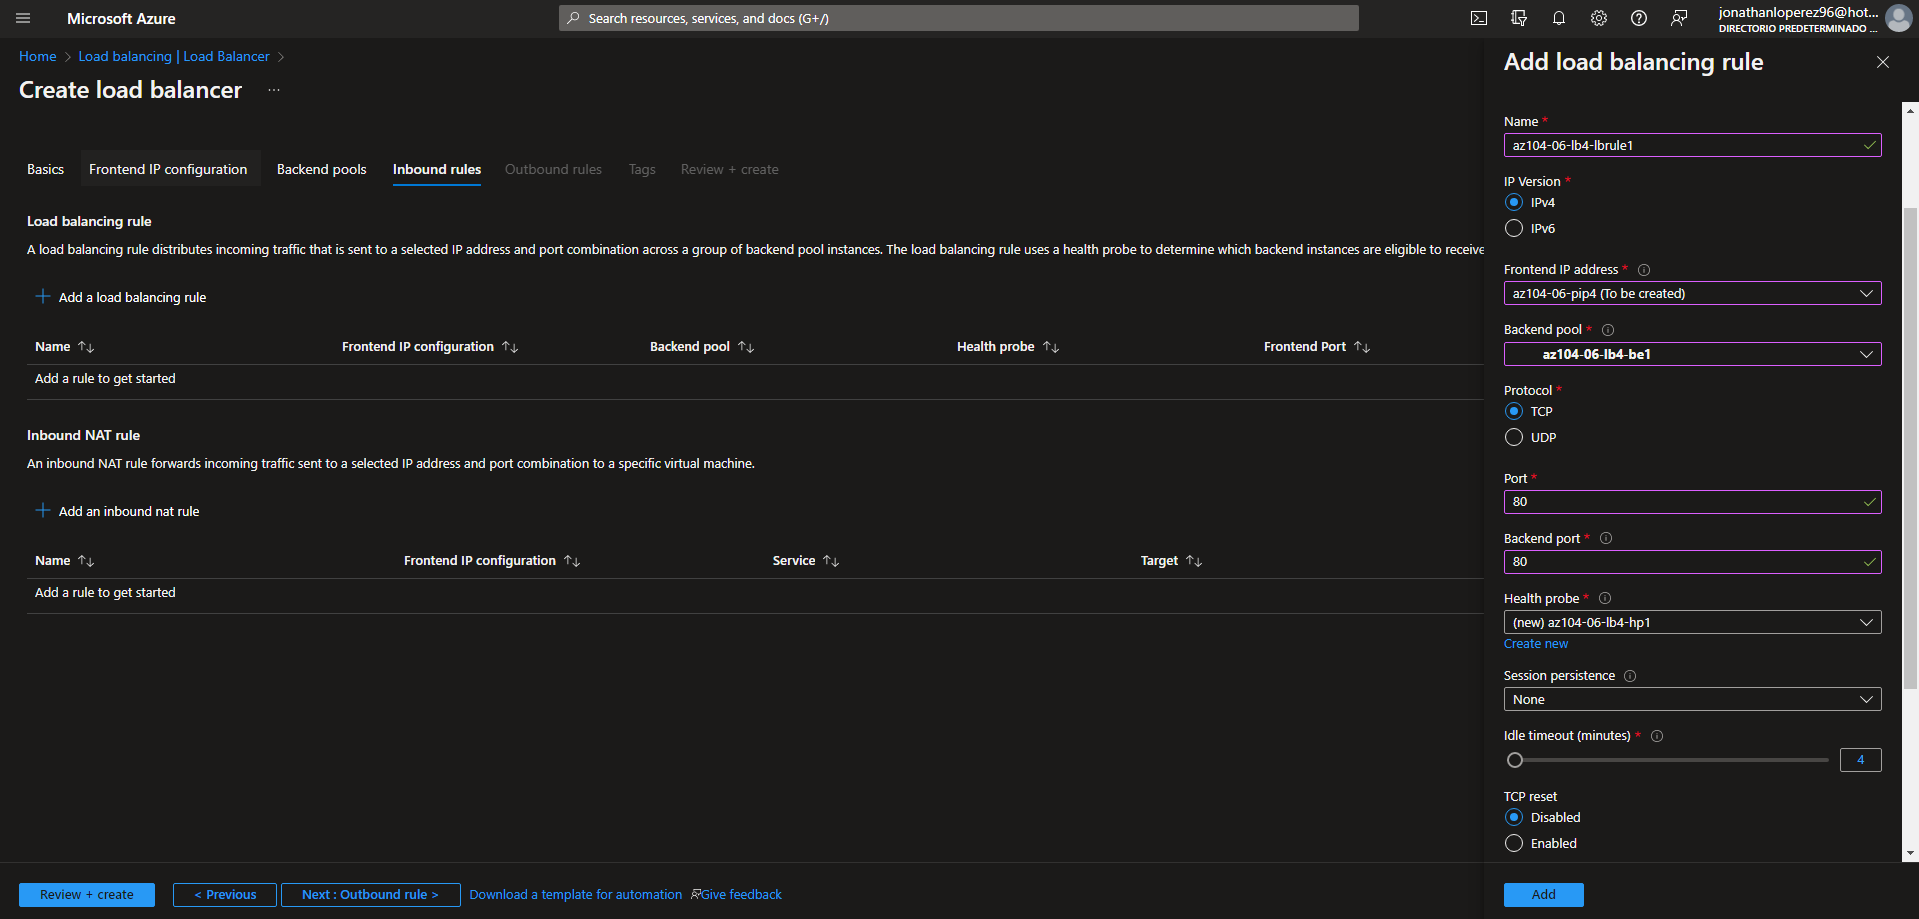 Microsoft Azure
Search resources, services, and docs (G+/)
jonathanloperez96@hot...
DIRECTORIO PREDETERMINADO ...
Home > Load balancing | Load Balancer >
Create load balancer ...
Basics Frontend IP configuration Backend pools Inbound rules Outbound rules Tags Review + create
Load balancing rule
A load balancing rule distributes incoming traffic that is sent to a selected IP address and port combination across a group of backend pool instances. The load balancing rule uses a health probe to determine which backend instances are eligible to receive
Add a load balancing rule
Name Frontend IP configuration Backend pool Health probe Frontend Port
Add a rule to get started
Inbound NAT rule
An inbound NAT rule forwards incoming traffic sent to a selected IP address and port combination to a specific virtual machine.
Add an inbound nat rule
Name Frontend IP configuration Service Target
Add a rule to get started
Review + create < Previous Next : Outbound rule > Download a template for automation Give feedback
Add load balancing rule
Name *
az104-06-lb4-lbrule1
IP Version *
IPv4
IPv6
Frontend IP address *
az104-06-pip4 (To be created)
Backend pool *
az104-06-lb4-be1
Protocol *
TCP
UDP
Port *
80
Backend port *
80
Health probe *
(new) az104-06-lb4-hp1
Create new
Session persistence
None
Idle timeout (minutes) *
4
TCP reset
Disabled
Enabled
Add